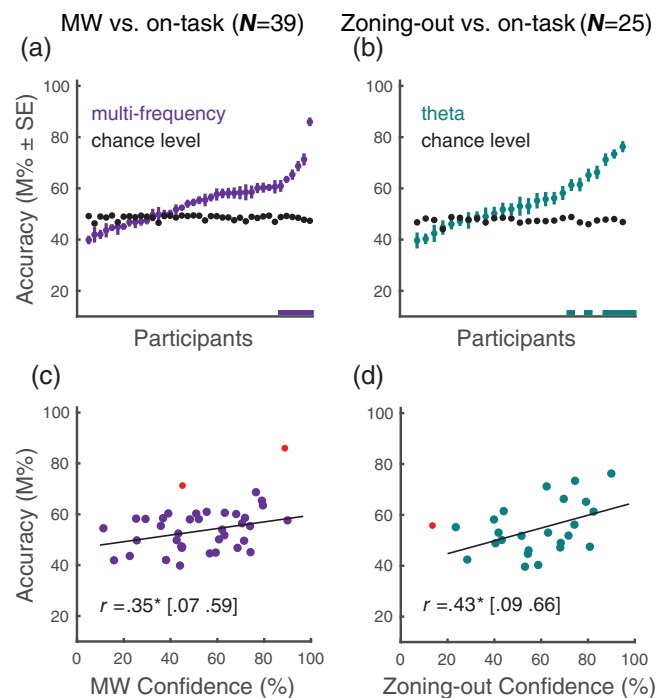 MW vs. on-task (N=39)
Zoning-out vs. on-task (N=25)
(a)
(b)
100
80
60
40
20
Accuracy (M% ± SE)
multi-frequency
chance level
Participants
100
80
60
40
20
theta
chance level
Participants
(c)
(d)
100
80
60
40
20
Accuracy (M%)
r =.35* [.07 .59]
0 20 40 60 80 100
MW Confidence (%)
100
80
60
40
20
r =.43* [.09 .66]
0 20 40 60 80 100
Zoning-out Confidence (%)